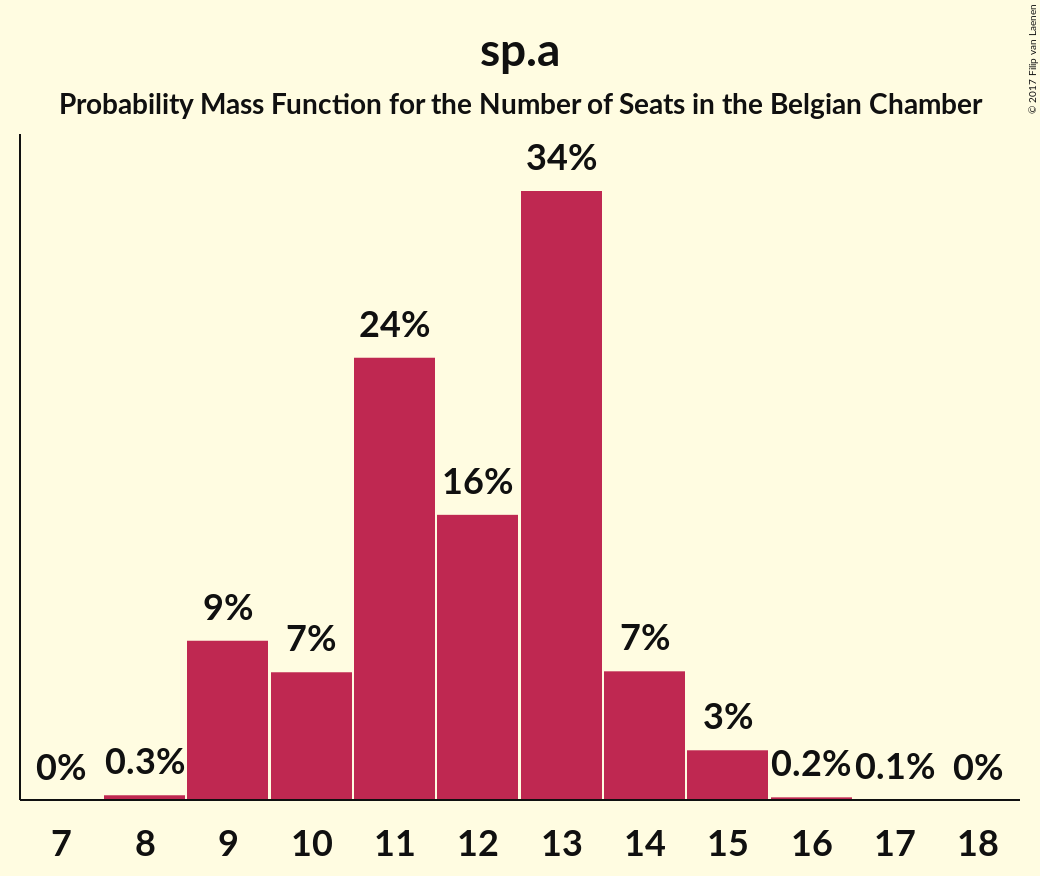 sp.a
Probability Mass Function for the Number of Seats in the Belgian Chamber
© 2017 Filip van Laenen
0% 0.3% 9% 7% 24% 16% 34% 7% 3% 0.2% 0.1% 0%
7 8 9 10 11 12 13 14 15 16 17 18